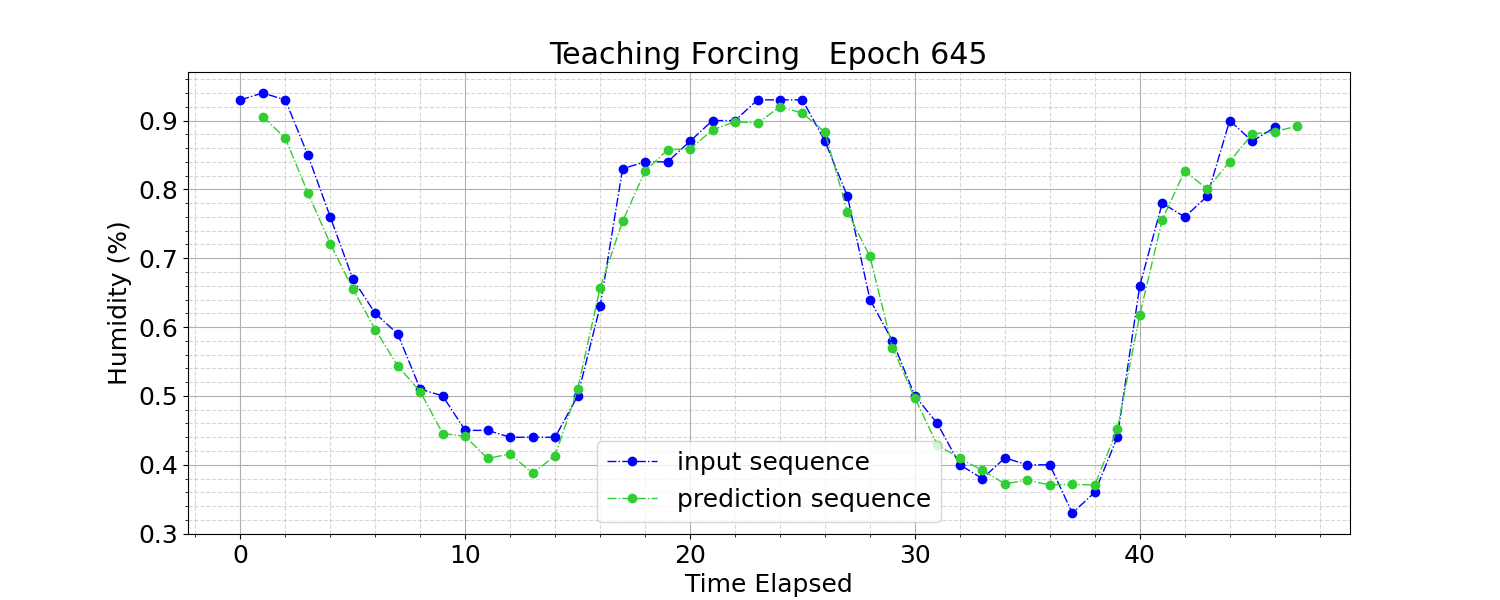 Teaching Forcing   Epoch 645
Humidity (%)
0.9
0.8
0.7
0.6
0.5
0.4
0.3
input sequence
prediction sequence
0 10 20 30 40
Time Elapsed